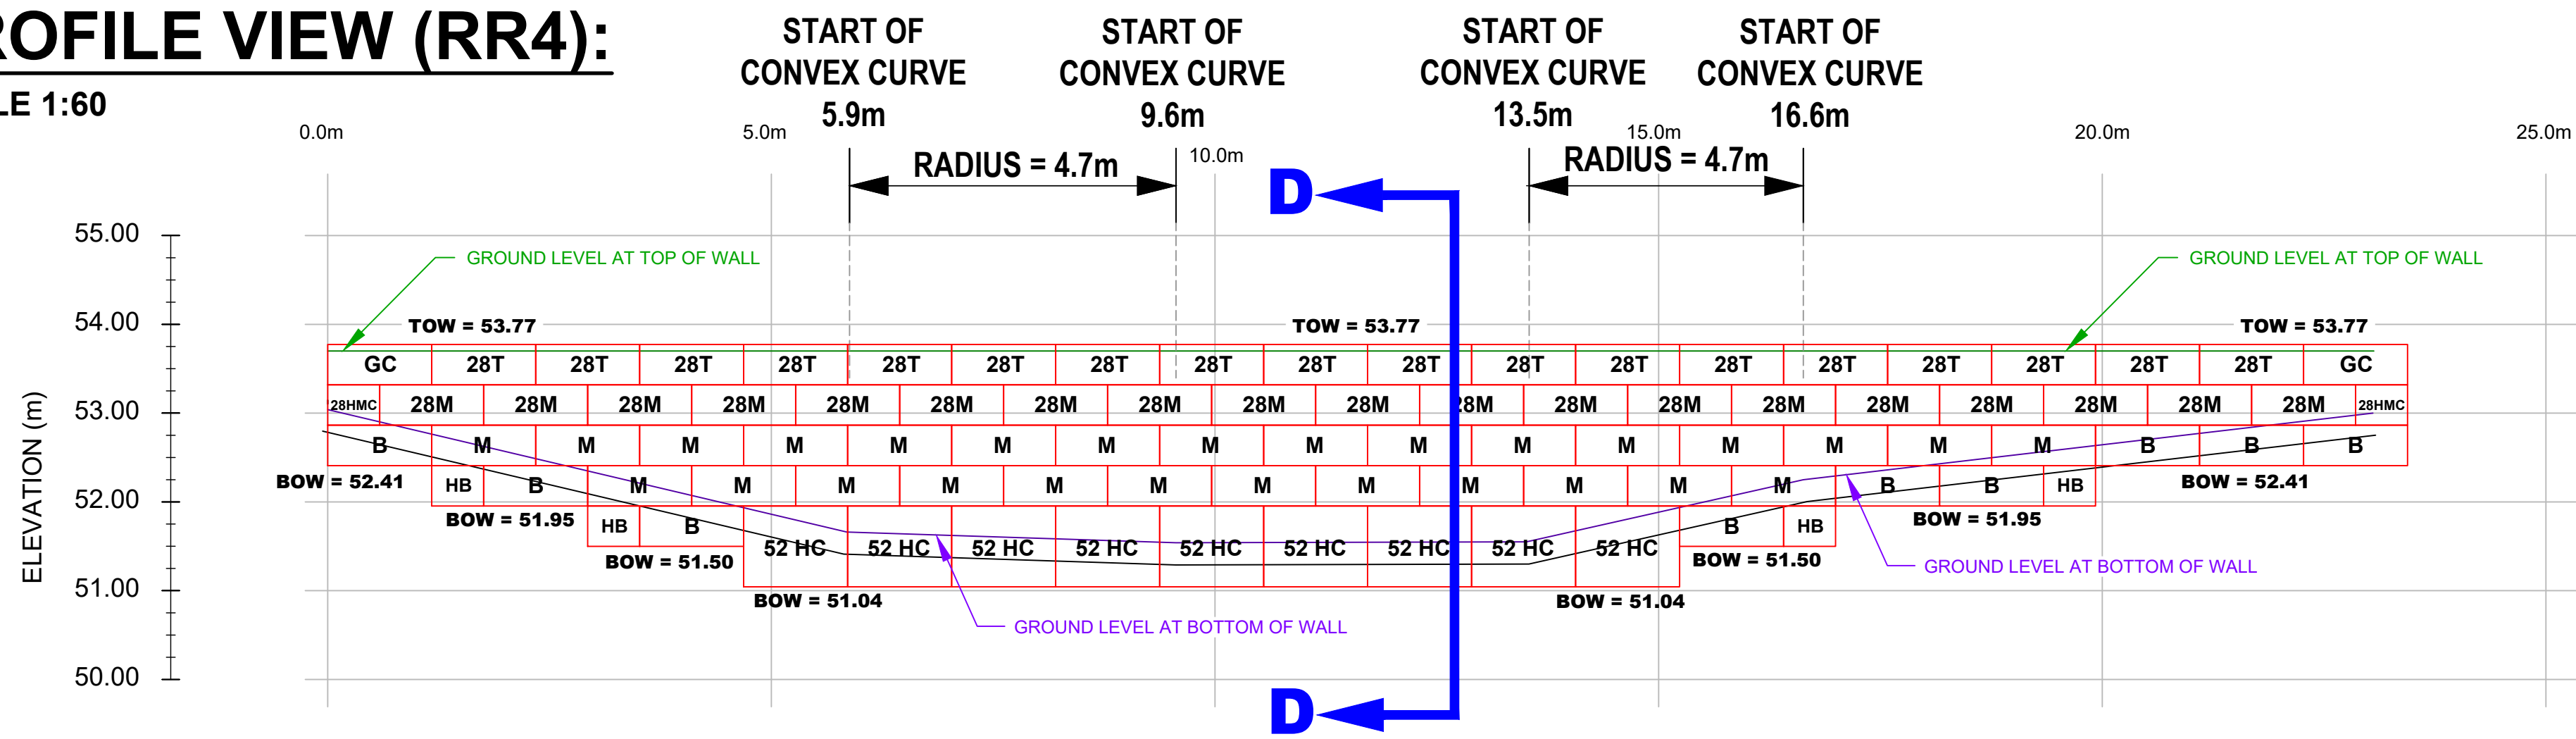 ROFILE VIEW (RR4):
LE 1:60
START OF
CONVEX CURVE
5.9m
START OF
CONVEX CURVE
9.6m
START OF
CONVEX CURVE
13.5m
START OF
CONVEX CURVE
16.6m
0.0m 5.0m 10.0m 15.0m 20.0m 25.0m
RADIUS = 4.7m RADIUS = 4.7m
D
55.00
GROUND LEVEL AT TOP OF WALL GROUND LEVEL AT TOP OF WALL
54.00 TOW = 53.77 TOW = 53.77 TOW = 53.77
GC 28T 28T 28T 28T 28T 28T 28T 28T 28T 28T 28T 28T 28T 28T 28T 28T 28T 28T GC
53.00 28HMC 28M 28M 28M 28M 28M 28M 28M 28M 28M 28M 28M 28M 28M 28M 28M 28M 28M 28M 28M 28HMC
B M M M M M M M M M M M M M M M M B B B
BOW = 52.41 HB B M M M M M M M M M M M M B B HB BOW = 52.41
52.00
BOW = 51.95 HB B B HB BOW = 51.95
52 HC 52 HC 52 HC 52 HC 52 HC 52 HC 52 HC 52 HC 52 HC
BOW = 51.50 BOW = 51.50
GROUND LEVEL AT BOTTOM OF WALL
51.00 BOW = 51.04 BOW = 51.04
GROUND LEVEL AT BOTTOM OF WALL
50.00
D
ELEVATION (m)